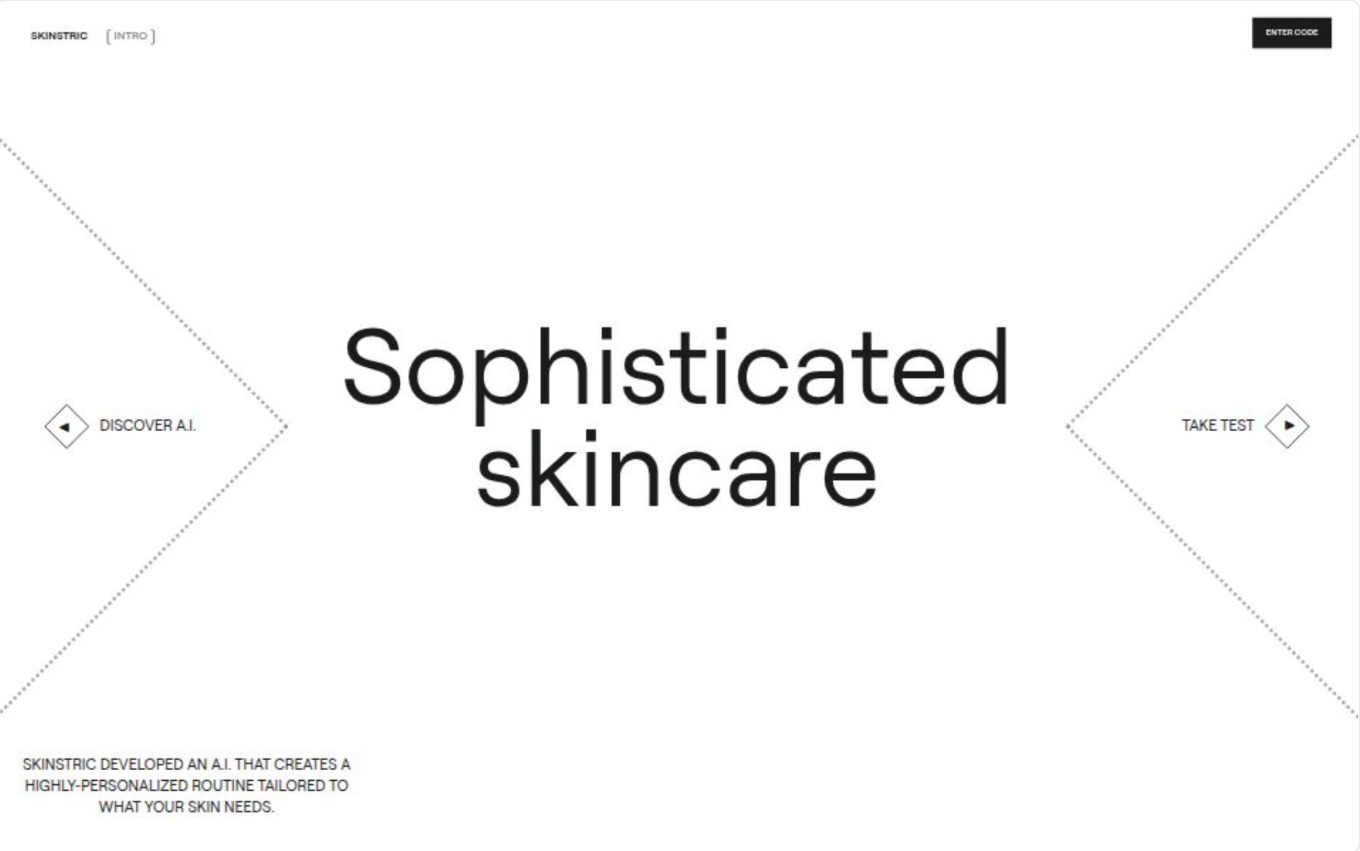 SKINSTRIC [ INTRO ]
ENTER CODE
Sophisticated
skincare
DISCOVER A.I.
TAKE TEST
SKINSTRIC DEVELOPED AN A.I. THAT CREATES A
HIGHLY-PERSONALIZED ROUTINE TAILORED TO
WHAT YOUR SKIN NEEDS.